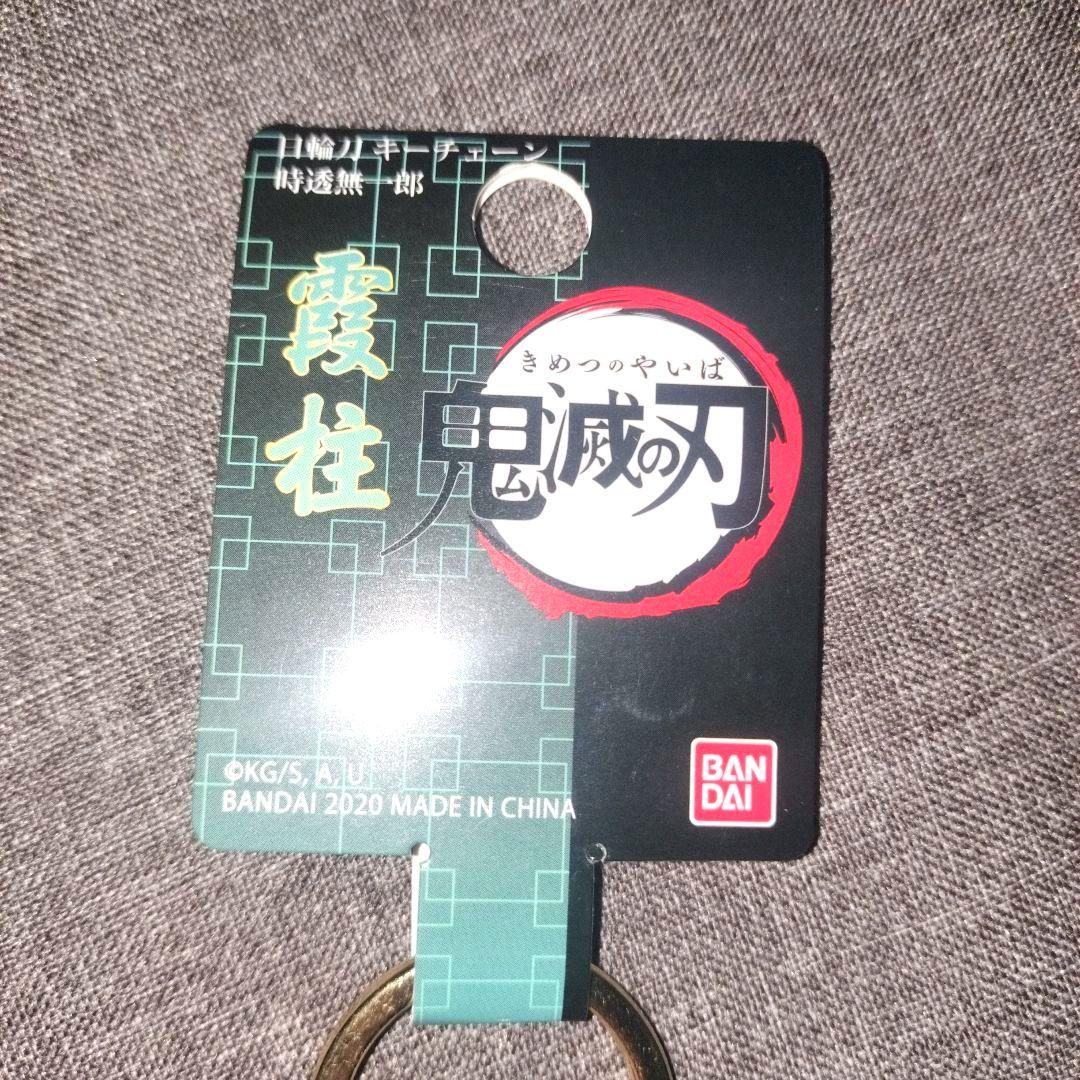 日輪刀 キーチェーン
時透無一郎
霞柱
きめつのやいば
鬼滅の刃
©KG/S, A, U
BANDAI 2020 MADE IN CHINA
BAN
DAI